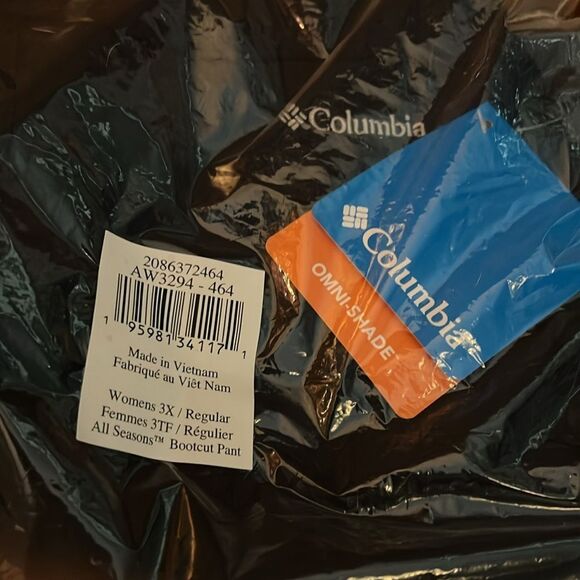 Columbia
Columbia
OMNI-SHADE
2086372464
AW3294 - 464
1 95981 34117 1
Made in Vietnam
Fabriqué au Viêt Nam
Womens 3X / Regular
Femmes 3TF / Régulier
All Seasons™ Bootcut Pant